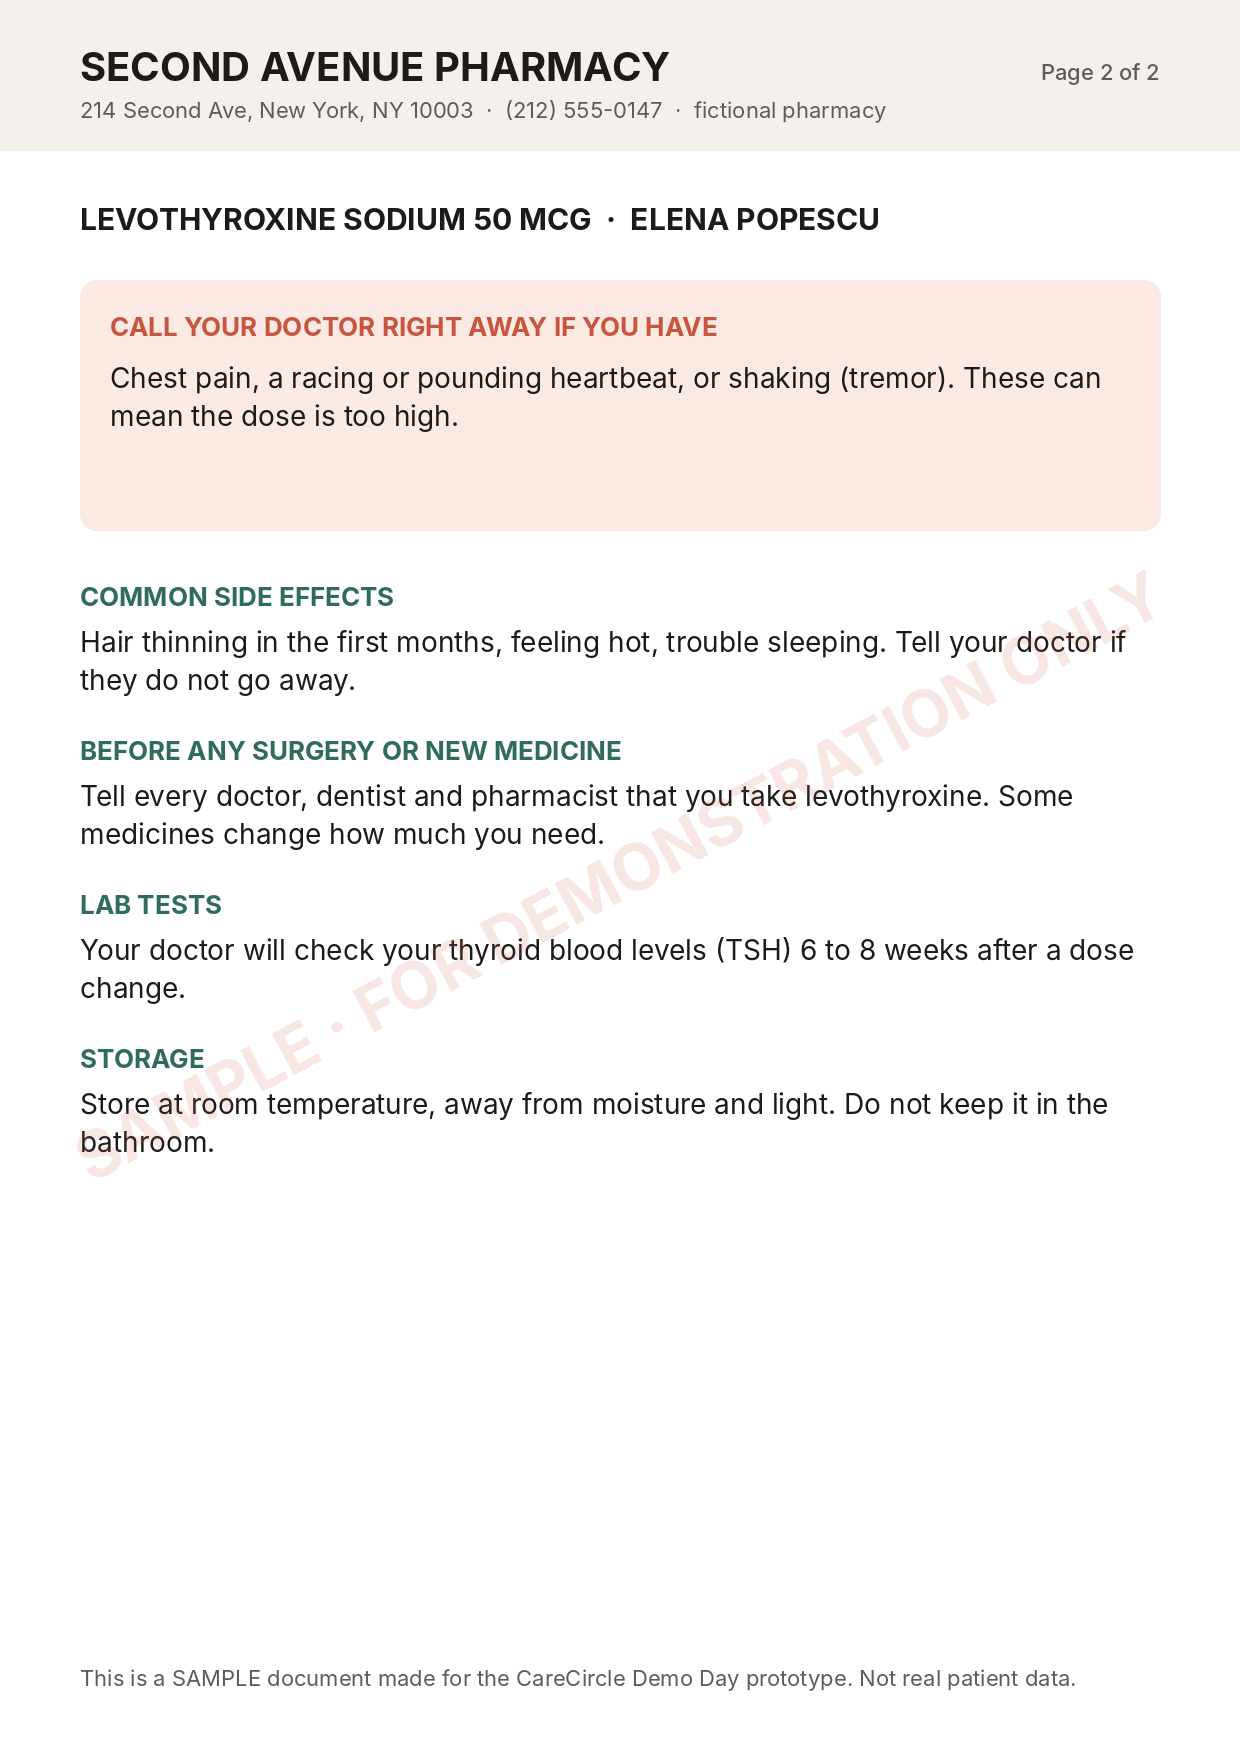 SECOND AVENUE PHARMACY
Page 2 of 2
214 Second Ave, New York, NY 10003 · (212) 555-0147 · fictional pharmacy
LEVOTHYROXINE SODIUM 50 MCG · ELENA POPESCU
CALL YOUR DOCTOR RIGHT AWAY IF YOU HAVE
Chest pain, a racing or pounding heartbeat, or shaking (tremor). These can
mean the dose is too high.
COMMON SIDE EFFECTS
Hair thinning in the first months, feeling hot, trouble sleeping. Tell your doctor if
they do not go away.
BEFORE ANY SURGERY OR NEW MEDICINE
Tell every doctor, dentist and pharmacist that you take levothyroxine. Some
medicines change how much you need.
LAB TESTS
Your doctor will check your thyroid blood levels (TSH) 6 to 8 weeks after a dose
change.
STORAGE
Store at room temperature, away from moisture and light. Do not keep it in the
bathroom.
SAMPLE · FOR DEMONSTRATION ONLY
This is a SAMPLE document made for the CareCircle Demo Day prototype. Not real patient data.